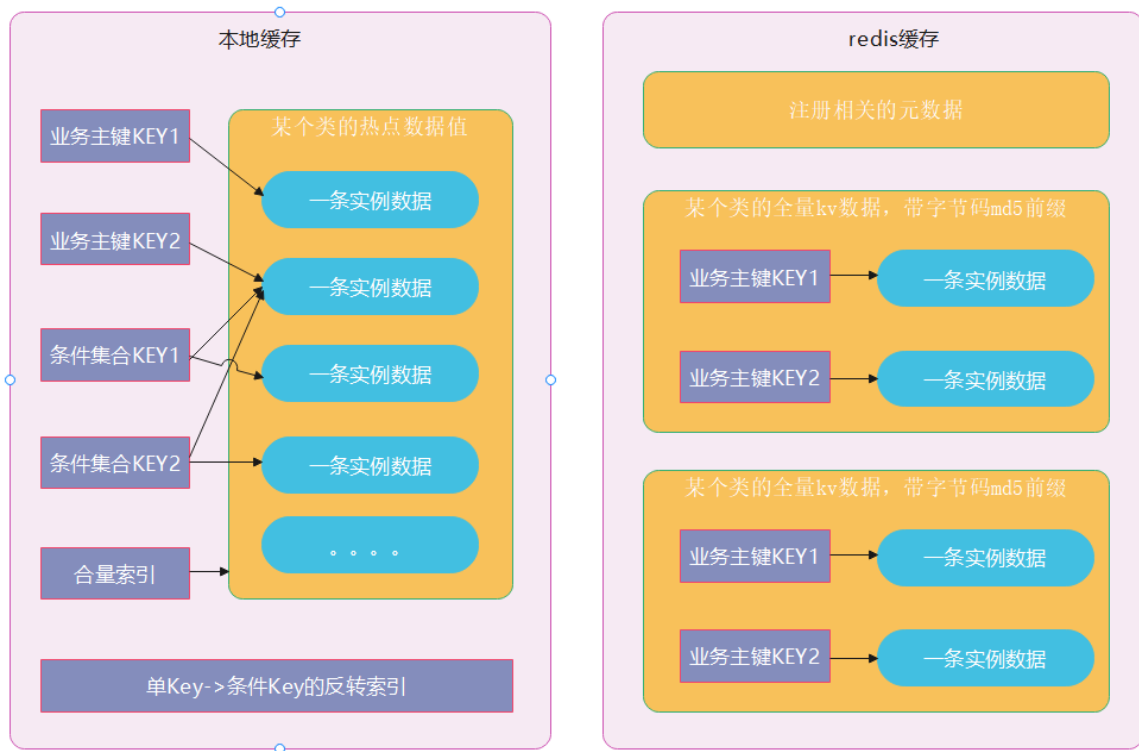 本地缓存
业务主键KEY1
业务主键KEY2
条件集合KEY1
条件集合KEY2
合量索引
某个类的热点数据值
一条实例数据
一条实例数据
一条实例数据
一条实例数据
。。。。
单Key->条件Key的反转索引
redis缓存
注册相关的元数据
某个类的全量kv数据，带字节码md5前缀
业务主键KEY1
一条实例数据
业务主键KEY2
一条实例数据
某个类的全量kv数据，带字节码md5前缀
业务主键KEY1
一条实例数据
业务主键KEY2
一条实例数据